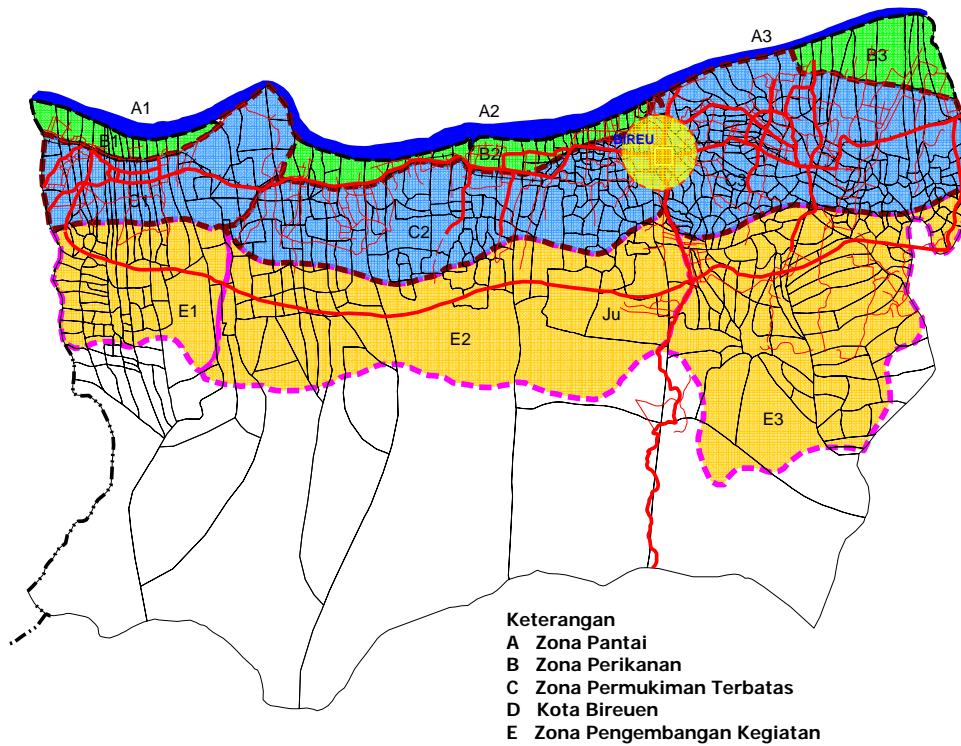 A3
B3
A1
A2
B1
BIREU
B2
C2
E1
Ju
E2
E3
Keterangan
A Zona Pantai
B Zona Perikanan
C Zona Permukiman Terbatas
D Kota Bireuen
E Zona Pengembangan Kegiatan